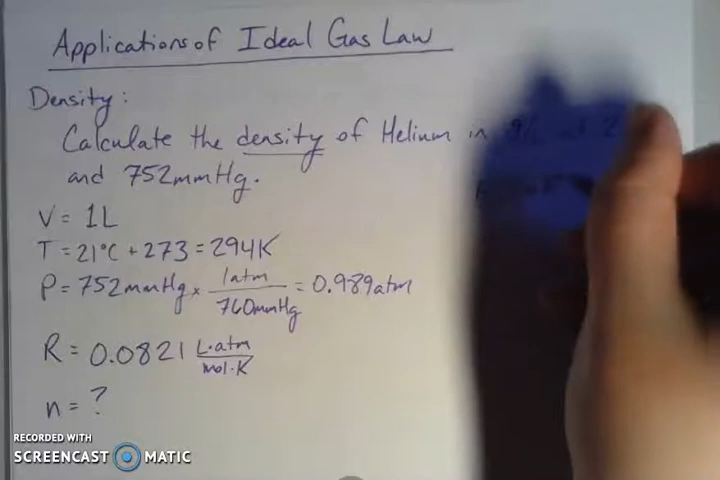 Applications of Ideal Gas Law
Density:
Calculate the density of Helium in
and 752mmHg.
V = 1L
T = 21°C + 273 = 294K
P = 752mmHg x 1atm / 760mmHg = 0.989atm
R = 0.0821 L·atm / mol·K
n = ?
RECORDED WITH
SCREENCAST MATIC